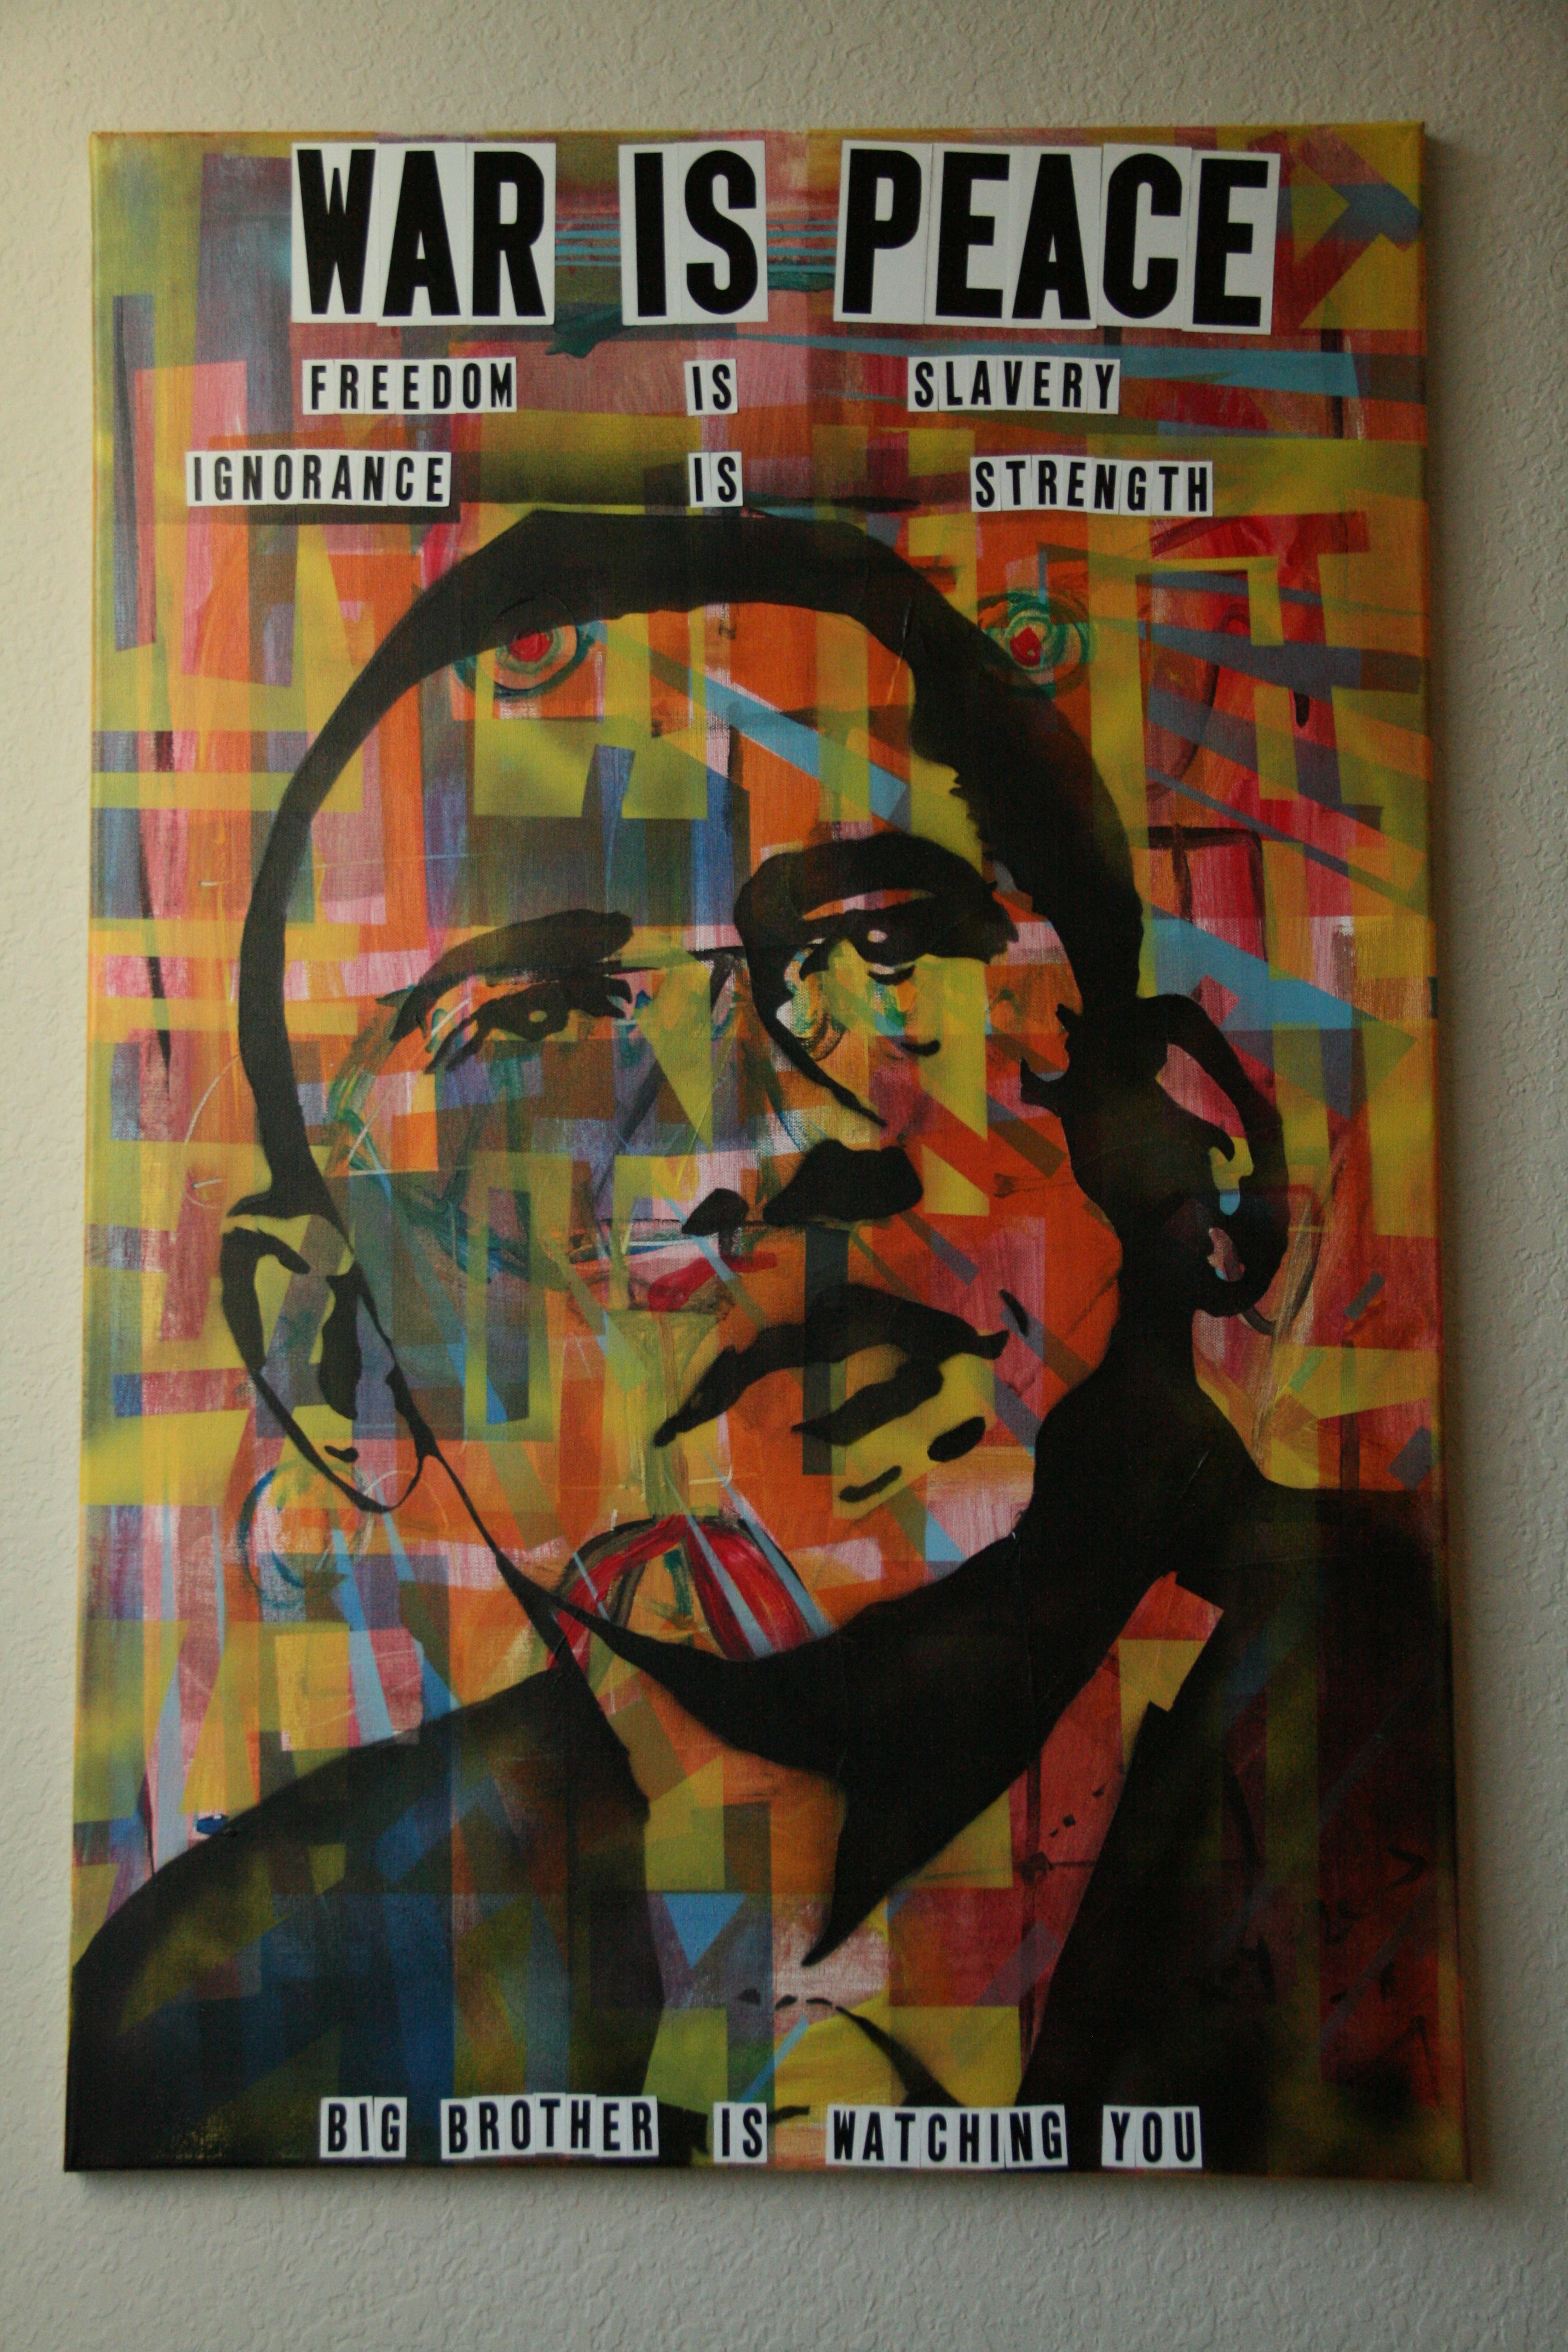 WAR IS PEACE
FREEDOM IS SLAVERY
IGNORANCE IS STRENGTH
BIG BROTHER IS WATCHING YOU